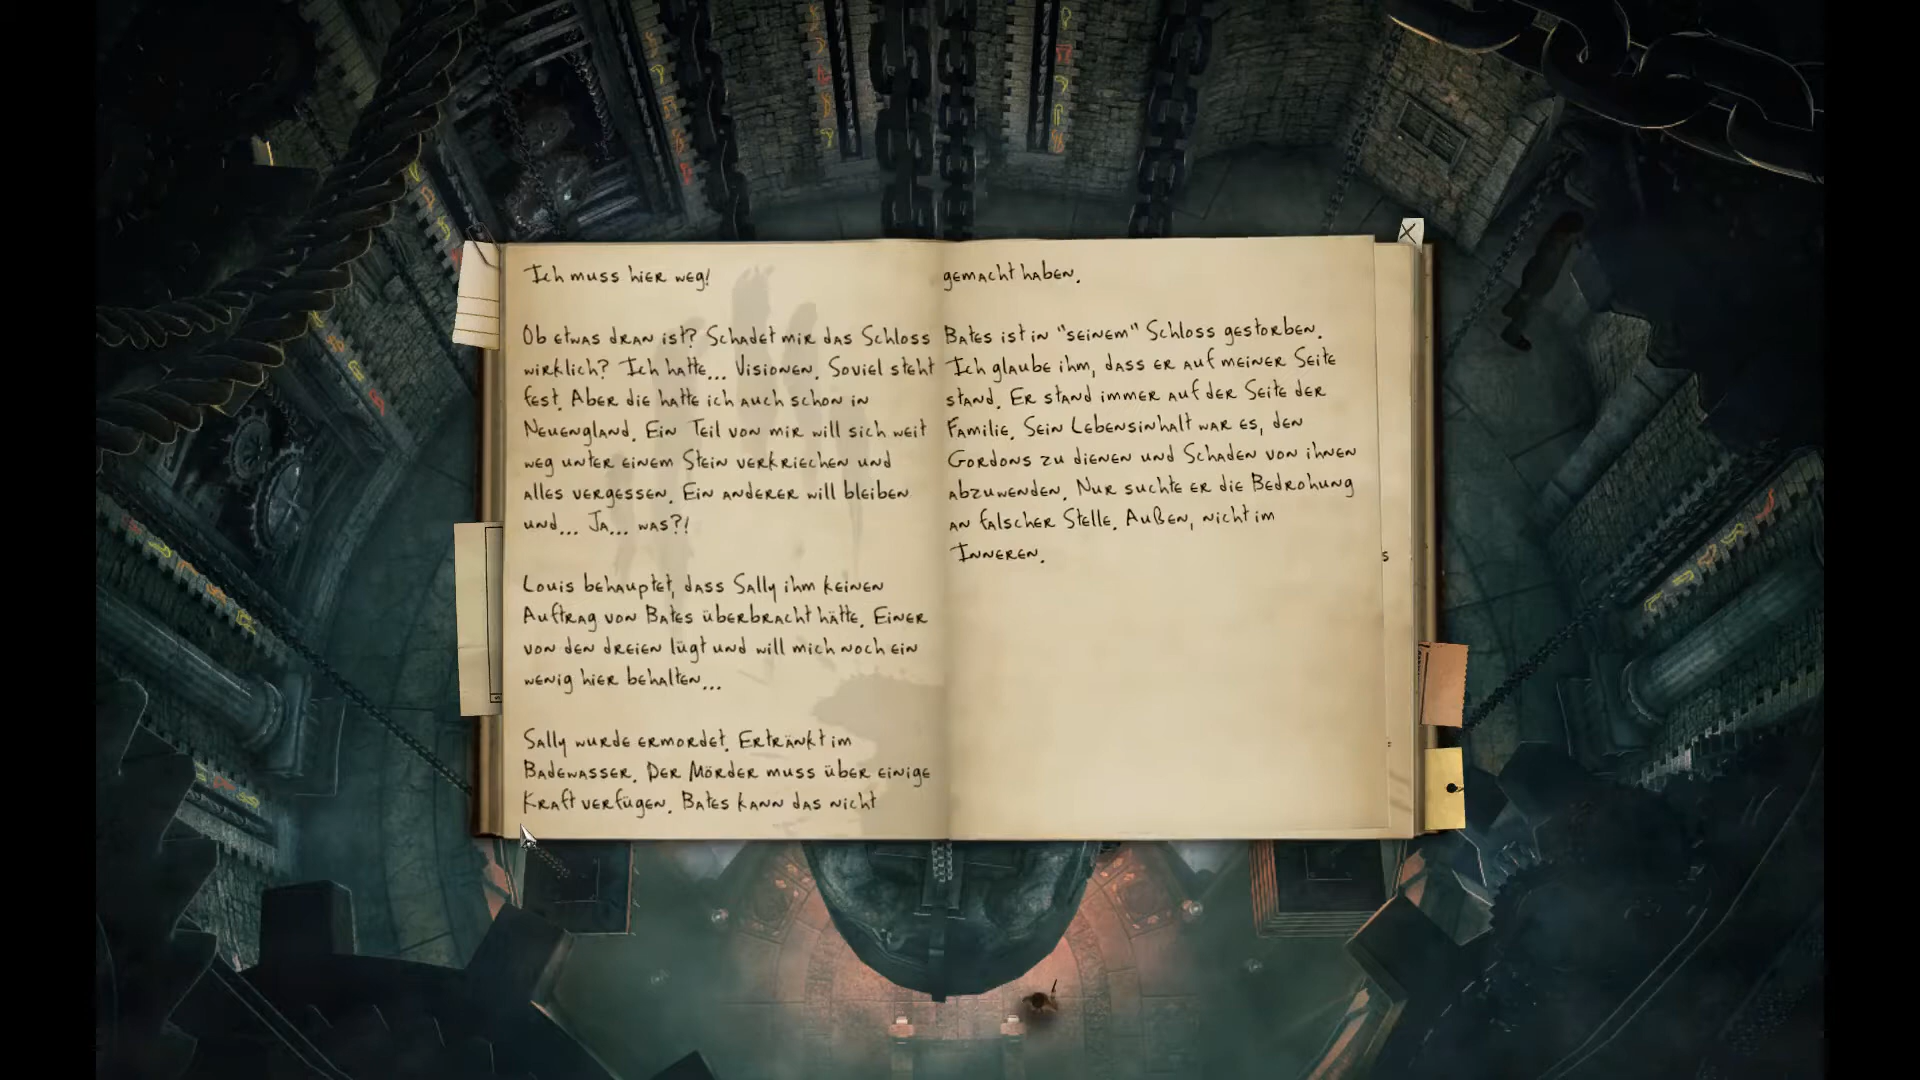 Ich muss hier weg!
Ob etwas dran ist? Schadet mir das Schloss
wirklich? Ich hatte... Visionen. Soviel steht
fest. Aber die hatte ich auch schon in
Neuengland. Ein Teil von mir will sich weit
weg unter einem Stein verkriechen und
alles vergessen. Ein anderer will bleiben
und... Ja... was?!
Louis behauptet, dass Sally ihm keinen
Auftrag von Bates überbracht hätte. Einer
von den dreien lügt und will mich noch ein
wenig hier behalten...
Sally wurde ermordet. Ertränkt im
Badewasser. Der Mörder muss über einige
Kraft verfügen. Bates kann das nicht
gemacht haben.
Bates ist in "seinem" Schloss gestorben.
Ich glaube ihm, dass er auf meiner Seite
stand. Er stand immer auf der Seite der
Familie. Sein Lebensinhalt war es, den
Gordons zu dienen und Schaden von ihnen
abzuwenden. Nur suchte er die Bedrohung
an falscher Stelle. Außen, nicht im
Inneren.